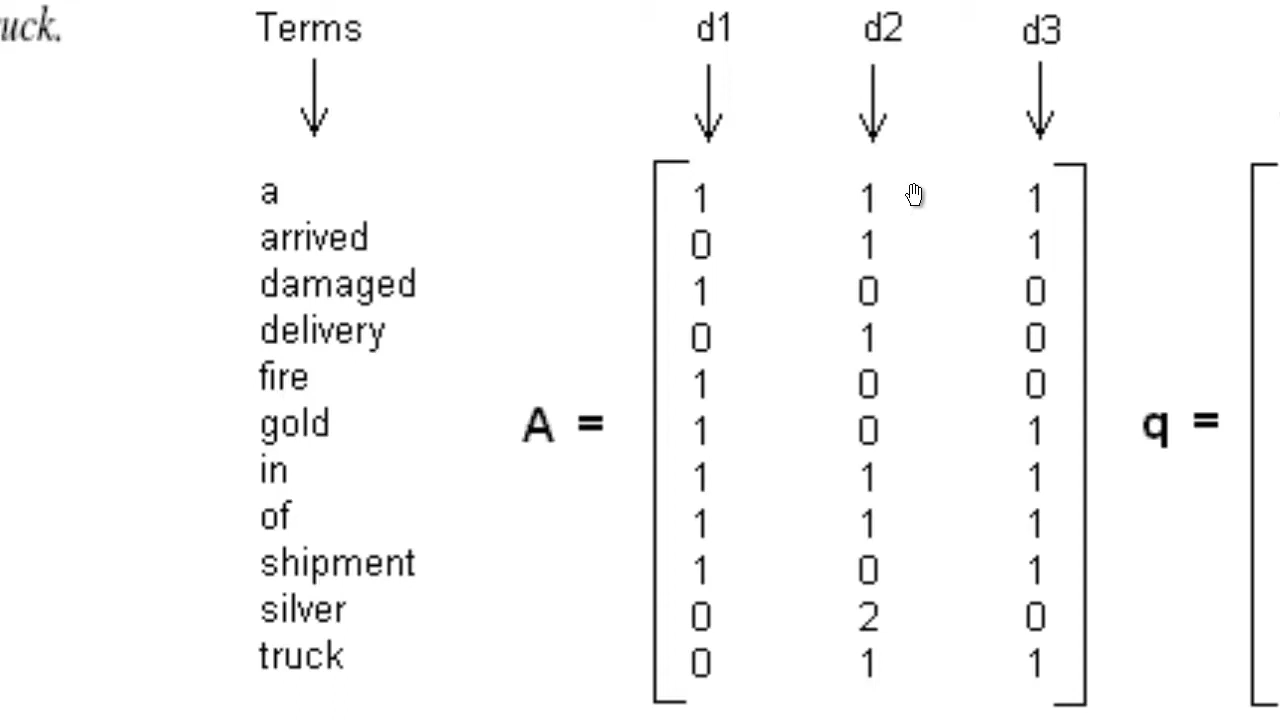 uck.
Terms d1 d2 d3
a 1 1 1
arrived 0 1 1
damaged 1 0 0
delivery 0 1 0
fire 1 0 0
gold 1 0 1
A = q =
in 1 1 1
of 1 1 1
shipment 1 0 1
silver 0 2 0
truck 0 1 1